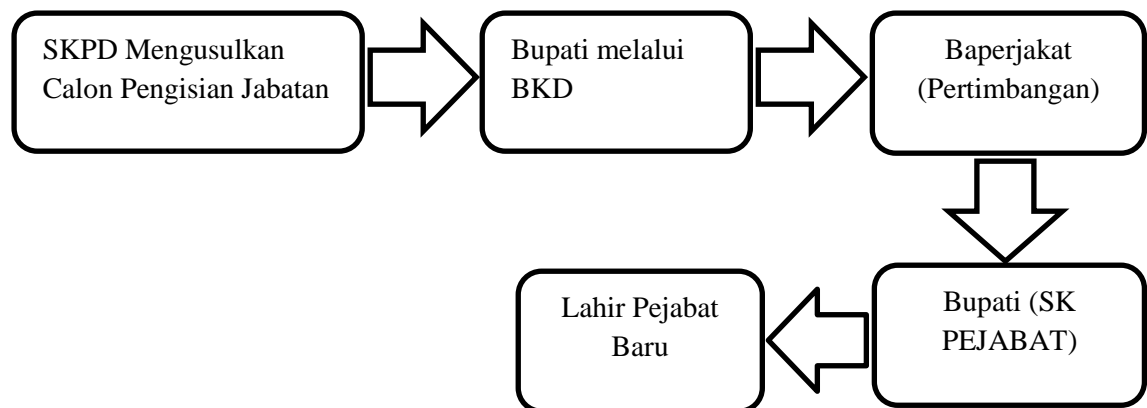 SKPD Mengusulkan
Calon Pengisian Jabatan
Bupati melalui
BKD
Baperjakat
(Pertimbangan)
Bupati (SK
PEJABAT)
Lahir Pejabat
Baru